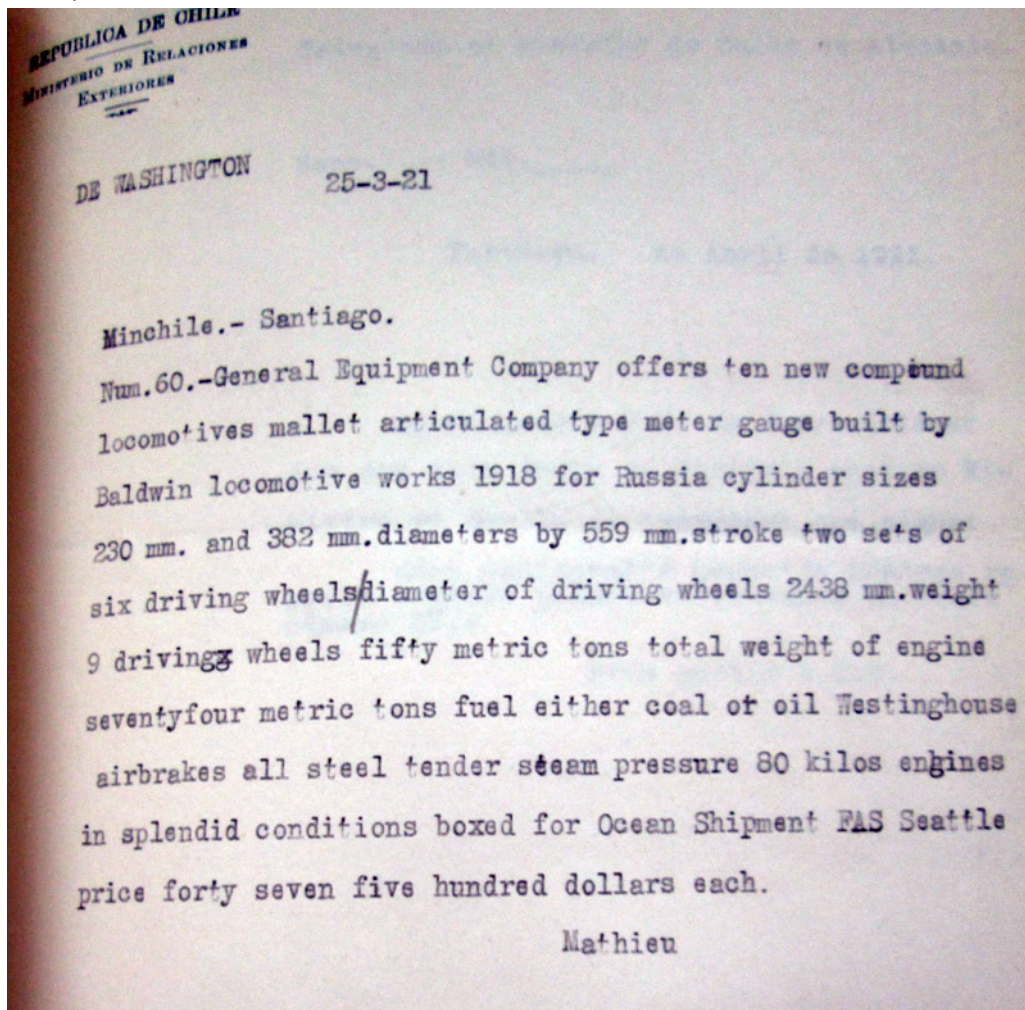 REPUBLICA DE CHILE
MINISTERIO DE RELACIONES
EXTERIORES
DE WASHINGTON 25-3-21
Minchile.- Santiago.
Num.60.-General Equipment Company offers ten new compound
locomotives mallet articulated type meter gauge built by
Baldwin locomotive works 1918 for Russia cylinder sizes
230 mm. and 382 mm.diameters by 559 mm.stroke two sets of
six driving wheels/diameter of driving wheels 2438 mm.weight
9 driving wheels fifty metric tons total weight of engine
seventyfour metric tons fuel either coal or oil Westinghouse
airbrakes all steel tender steam pressure 80 kilos engines
in splendid conditions boxed for Ocean Shipment FAS Seattle
price forty seven five hundred dollars each.
Mathieu